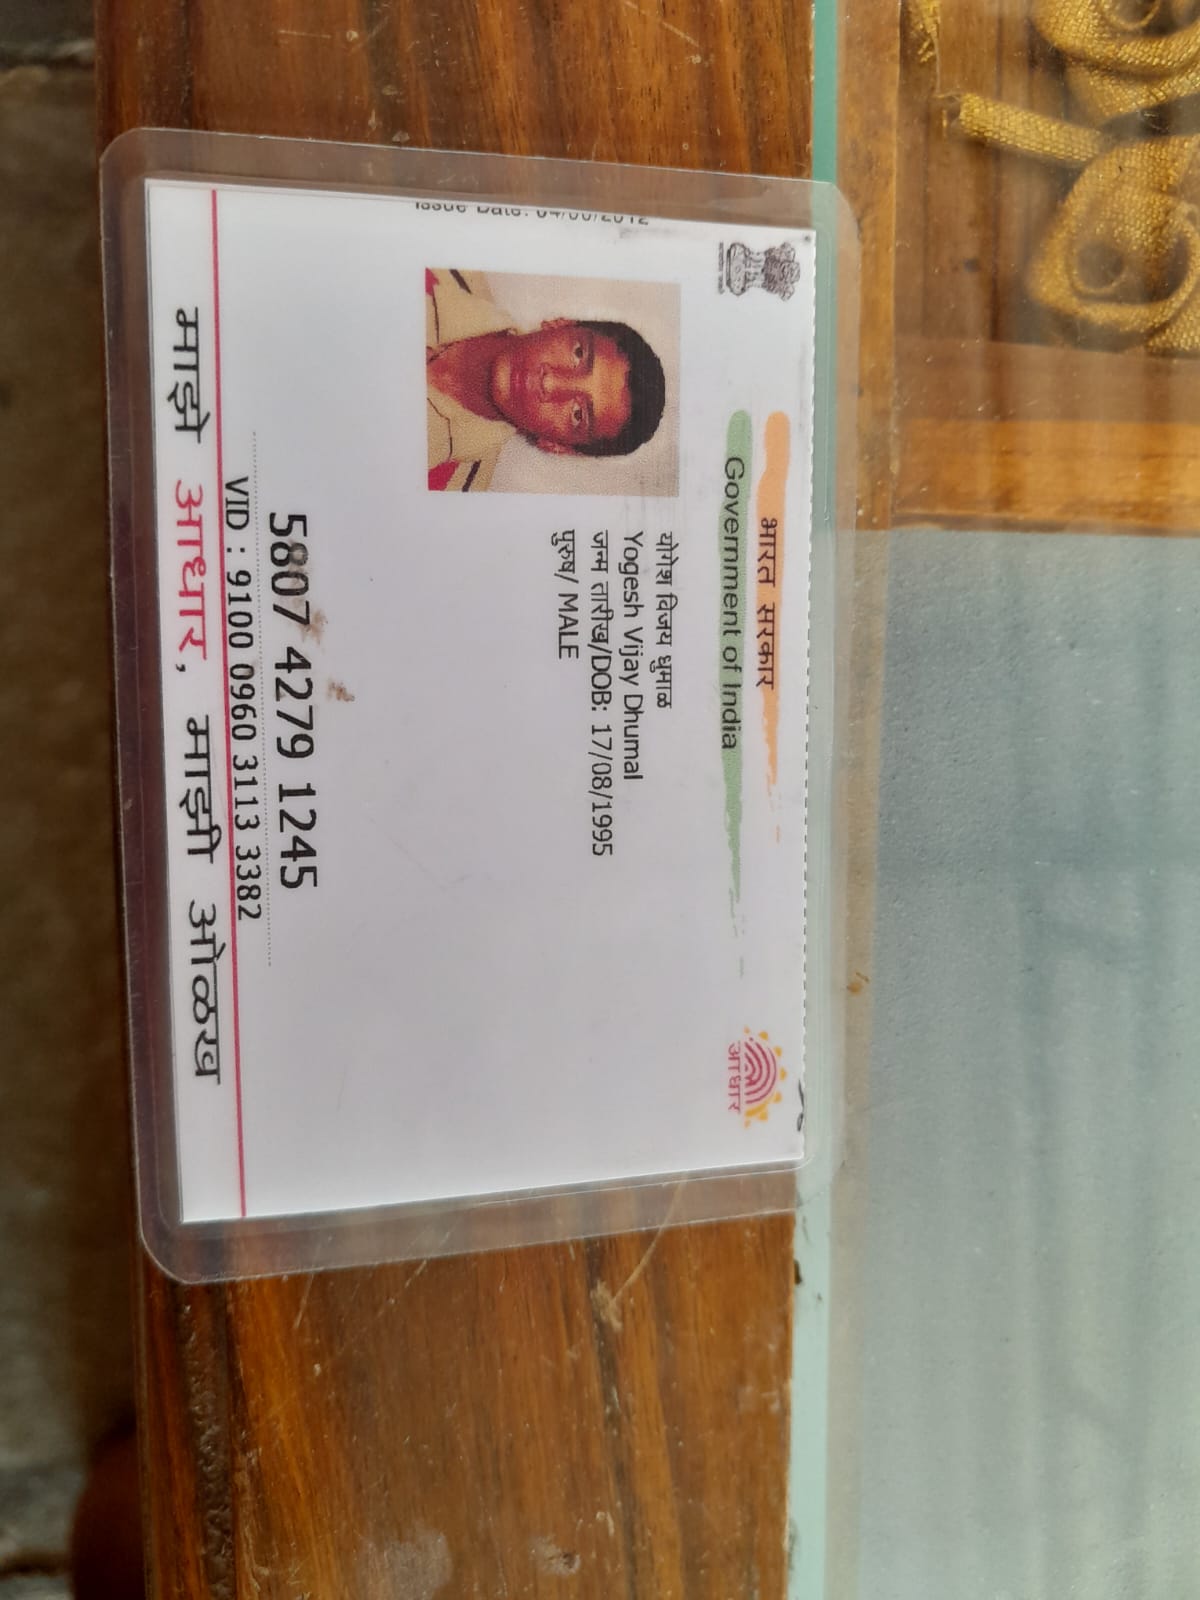 भारत सरकार
Government of India
आधार
Issue Date:
योगेश विजय धुमाळ
Yogesh Vijay Dhumal
जन्म तारीख/DOB: 17/08/1995
पुरुष/ MALE
5807 4279 1245
VID : 9100 0960 3113 3382
माझे आधार, माझी ओळख